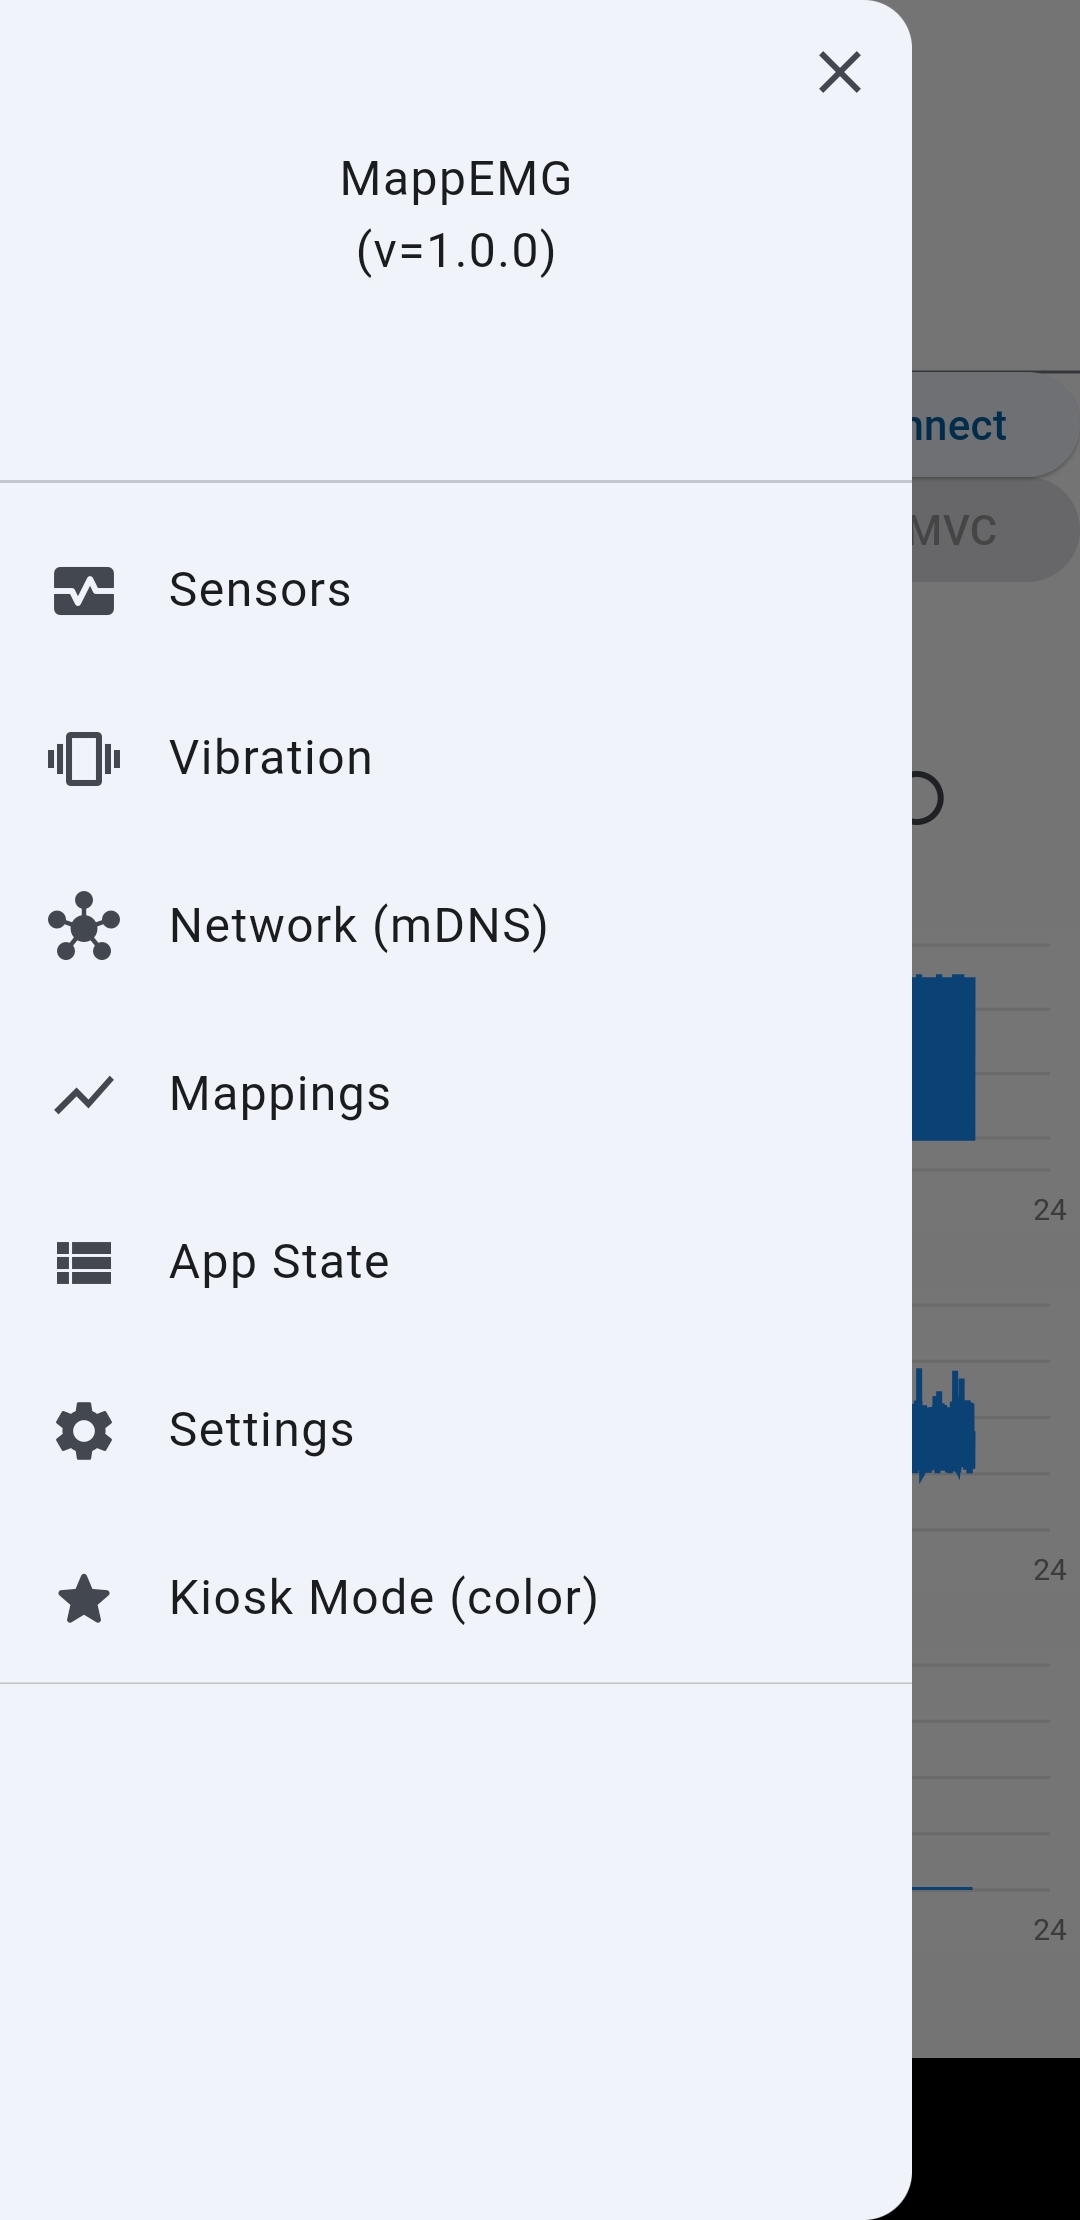 MappEMG
(v=1.0.0)
nnect
MVC
Sensors
Vibration
Network (mDNS)
Mappings
24
App State
Settings
24
Kiosk Mode (color)
24